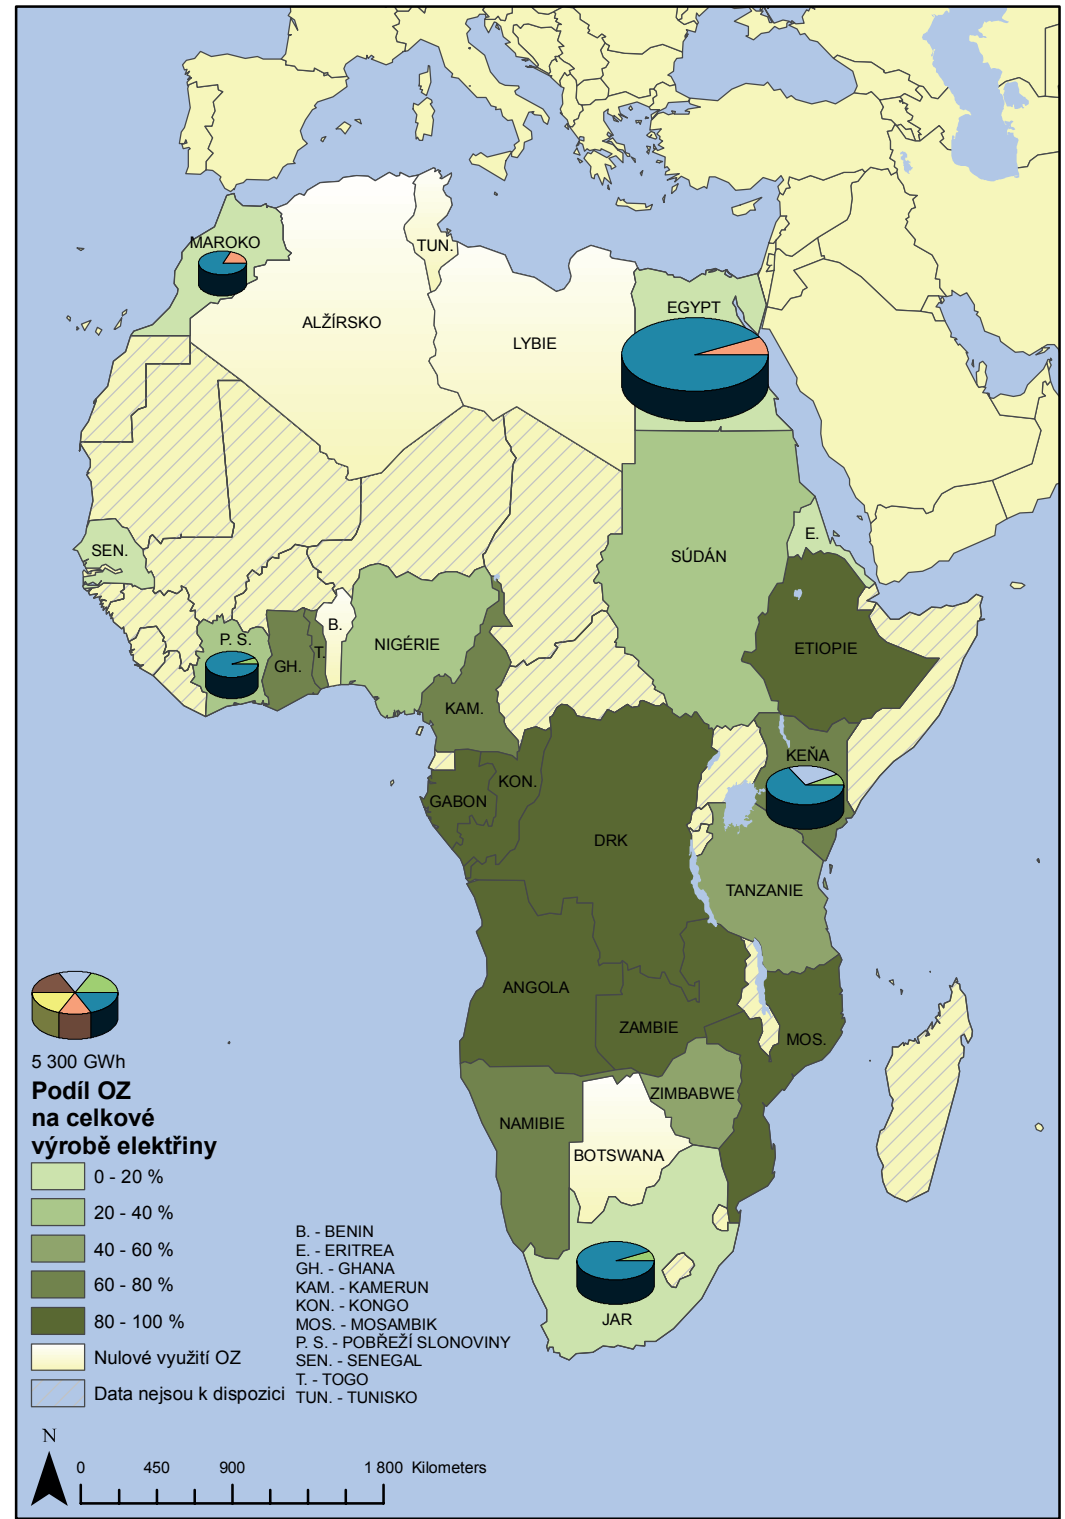 MAROKO
TUN.
ALŽÍRSKO
LYBIE
EGYPT
SEN.
SÚDÁN
E.
P. S.
GH.
T.
B.
NIGÉRIE
ETIOPIE
KAM.
KEŇA
KON.
GABON
DRK
TANZANIE
ANGOLA
ZAMBIE
MOS.
ZIMBABWE
NAMIBIE
BOTSWANA
JAR
5 300 GWh
Podíl OZ
na celkové
výrobě elektřiny
0 - 20 %
20 - 40 %
40 - 60 %
60 - 80 %
80 - 100 %
Nulové využití OZ
Data nejsou k dispozici
B. - BENIN
E. - ERITREA
GH. - GHANA
KAM. - KAMERUN
KON. - KONGO
MOS. - MOSAMBIK
P. S. - POBŘEŽÍ SLONOVINY
SEN. - SENEGAL
T. - TOGO
TUN. - TUNISKO
N
0 450 900 1 800 Kilometers